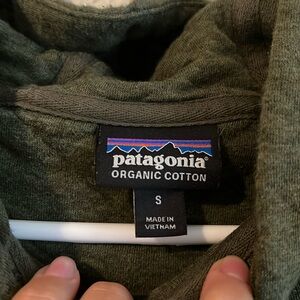 patagonia®
ORGANIC COTTON
S
MADE IN
VIETNAM